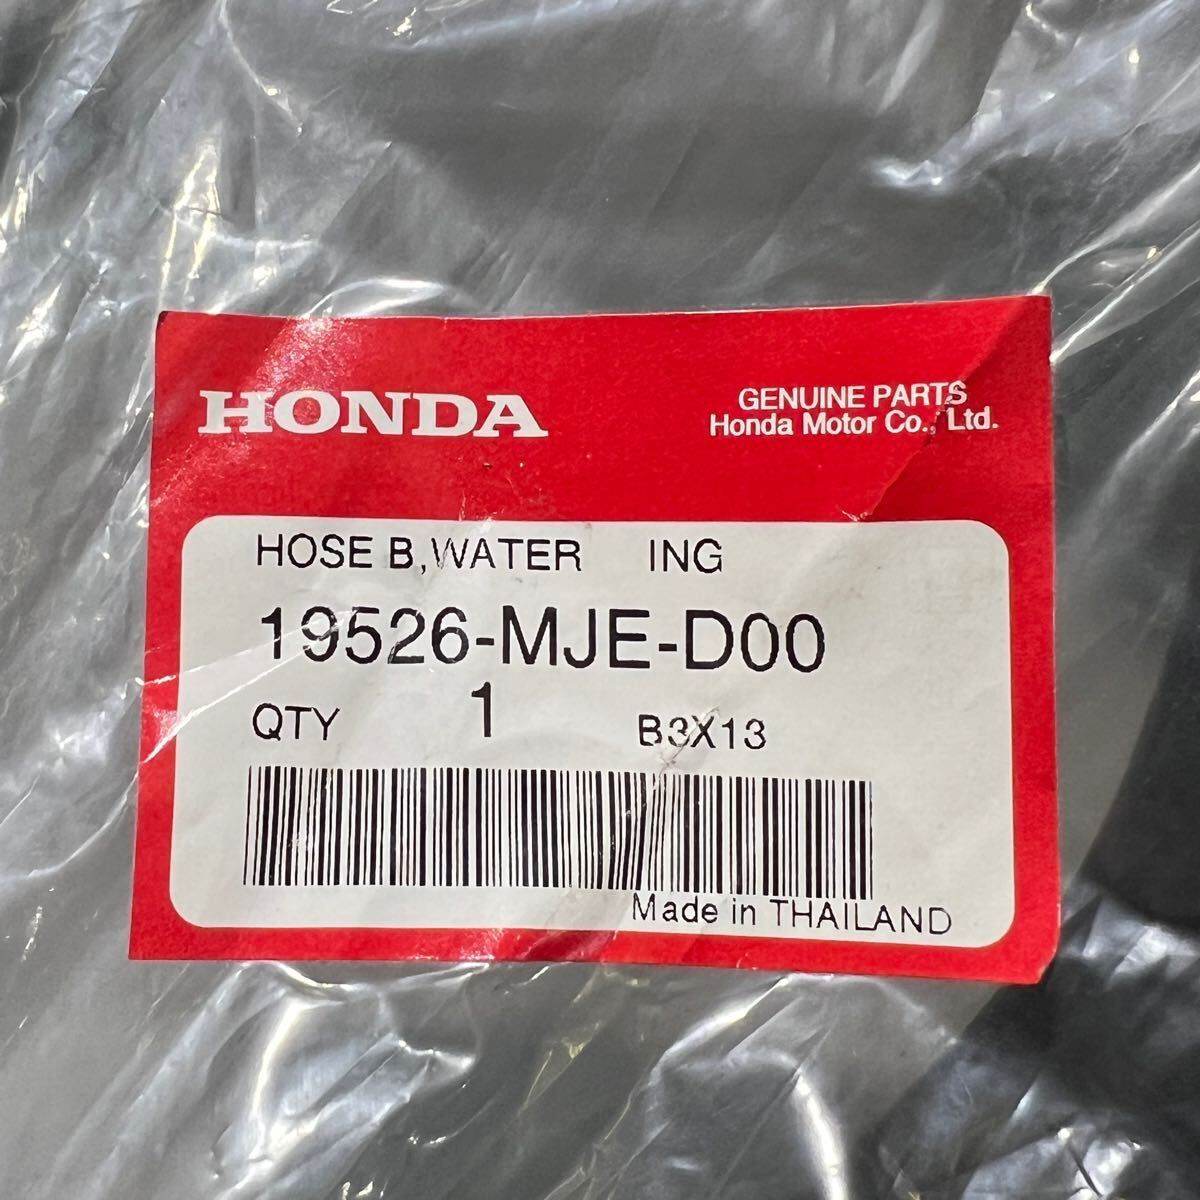 HONDA
GENUINE PARTS
Honda Motor Co., Ltd.
HOSE B,WATER ING
19526-MJE-D00
QTY 1 B3X13
Made in THAILAND